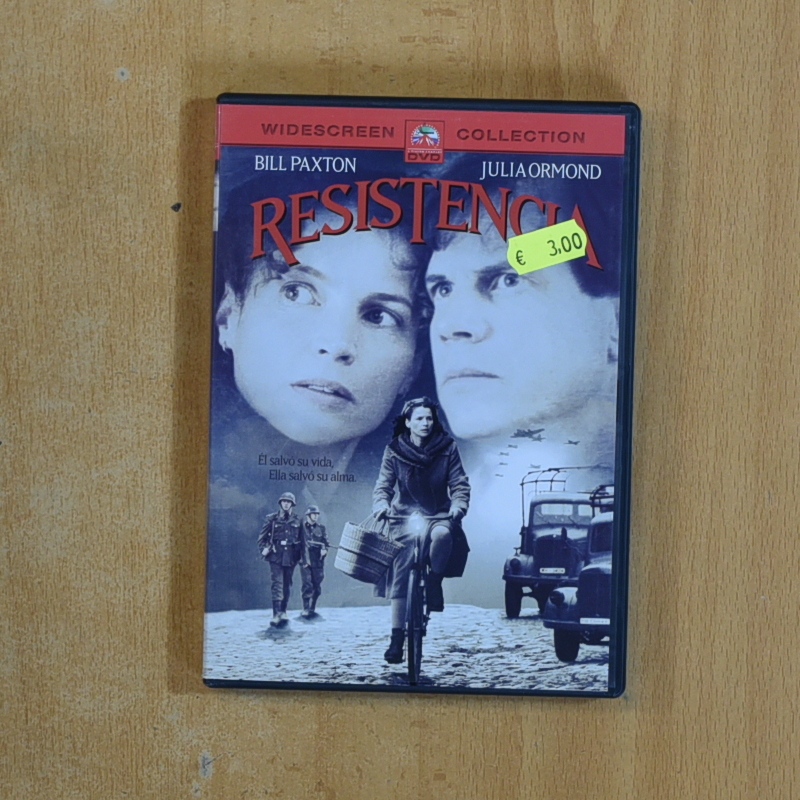 WIDESCREEN COLLECTION
DVD
BILL PAXTON JULIA ORMOND
RESISTENCIA
€ 3,00
Él salvó su vida,
Ella salvó su alma.